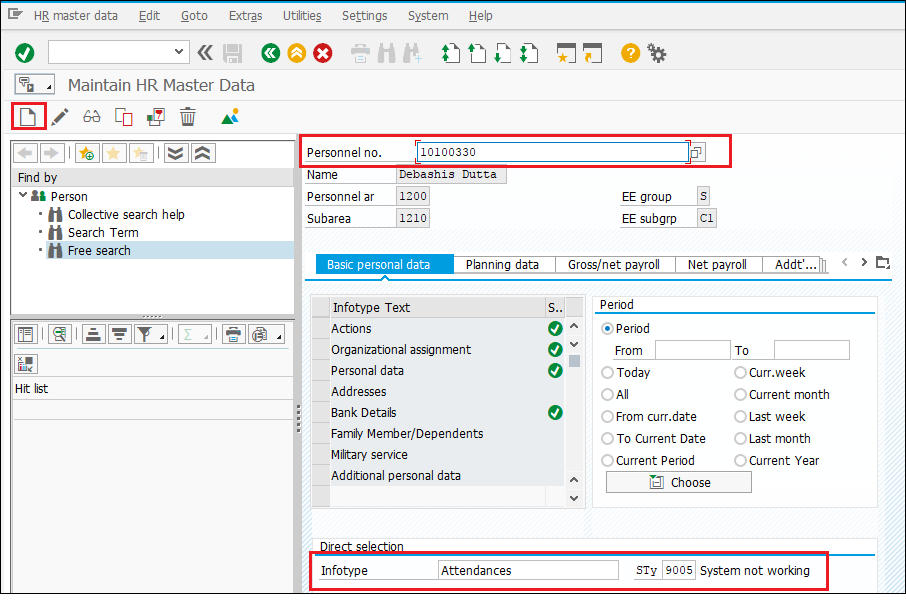 HR master data Edit Goto Extras Utilities Settings System Help
Maintain HR Master Data
Find by
Person
Collective search help
Search Term
Free search
Hit list
Personnel no. 10100330
Name Debashis Dutta
Personnel ar 1200 EE group S
Subarea 1210 EE subgrp C1
Basic personal data Planning data Gross/net payroll Net payroll Addt'...
Infotype Text S..
Actions
Organizational assignment
Personal data
Addresses
Bank Details
Family Member/Dependents
Military service
Additional personal data
Period
Period
From To
Today Curr.week
All Current month
From curr.date Last week
To Current Date Last month
Current Period Current Year
Choose
Direct selection
Infotype Attendances STy 9005 System not working